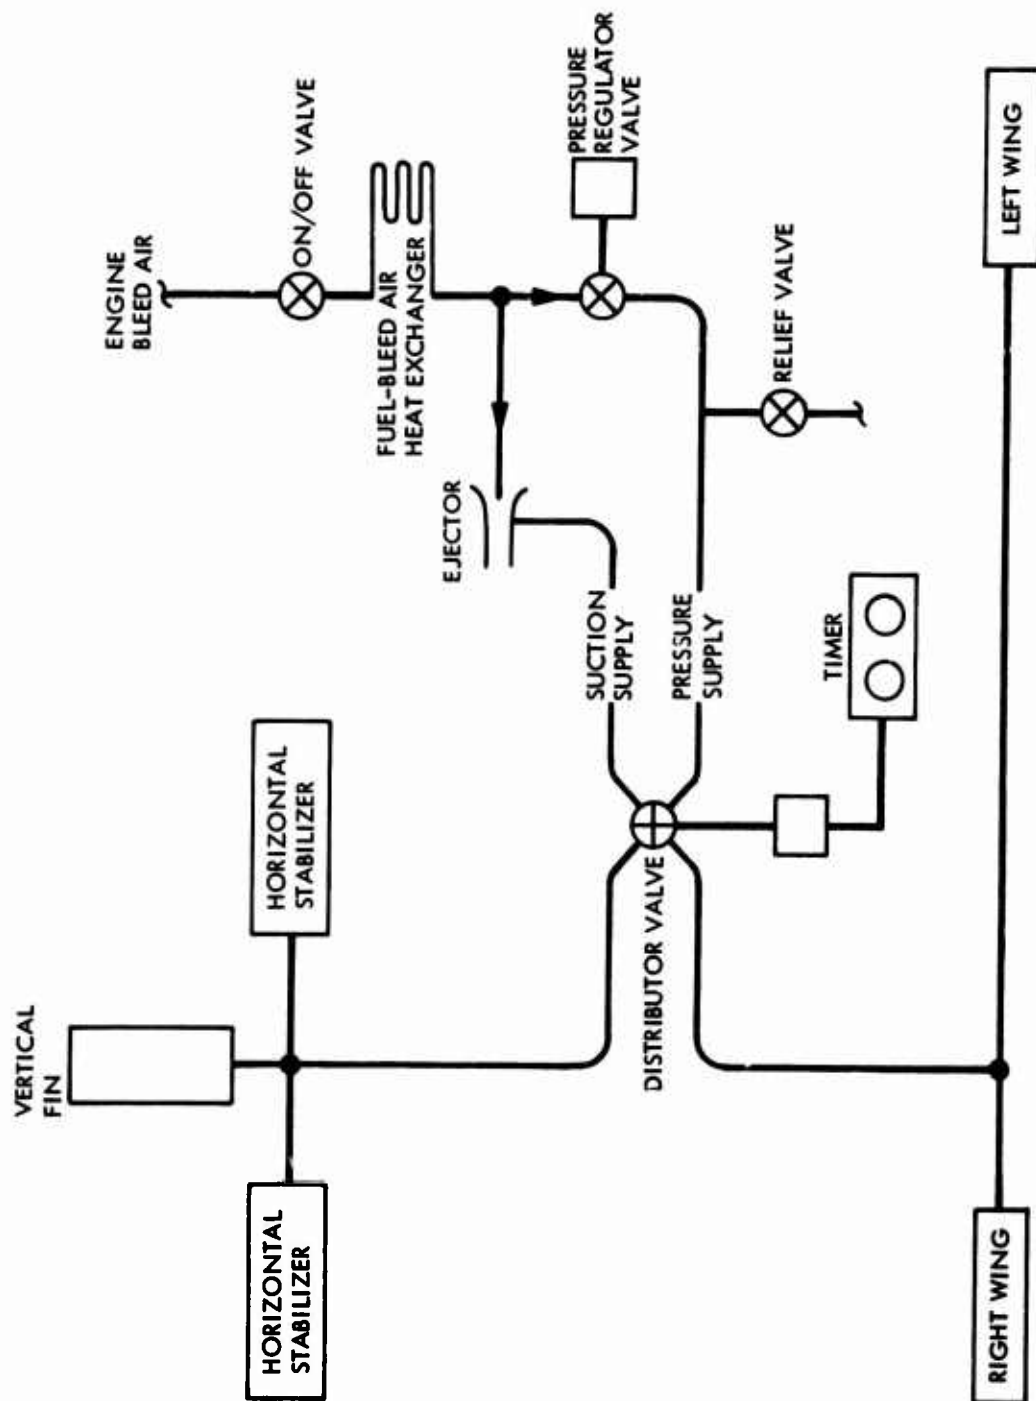 ENGINE
BLEED AIR
ON/OFF VALVE
FUEL-BLEED AIR
HEAT EXCHANGER
PRESSURE
REGULATOR
VALVE
EJECTOR
RELIEF VALVE
SUCTION
SUPPLY
PRESSURE
SUPPLY
TIMER
DISTRIBUTOR VALVE
VERTICAL
FIN
HORIZONTAL
STABILIZER
HORIZONTAL
STABILIZER
LEFT WING
RIGHT WING